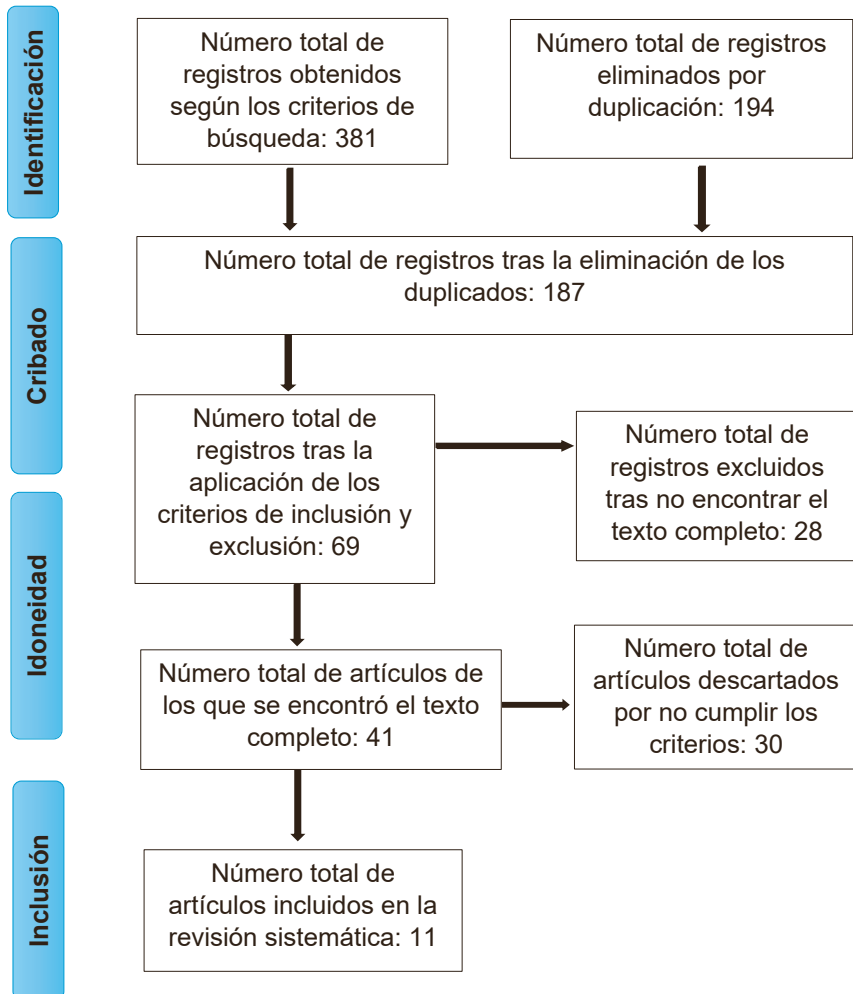 Identificación
Número total de
registros obtenidos
según los criterios de
búsqueda: 381
Número total de registros
eliminados por
duplicación: 194
Cribado
Número total de registros tras la eliminación de los
duplicados: 187
Número total de
registros tras la
aplicación de los
criterios de inclusión y
exclusión: 69
Número total de
registros excluidos
tras no encontrar el
texto completo: 28
Idoneidad
Número total de artículos de
los que se encontró el texto
completo: 41
Número total de
artículos descartados
por no cumplir los
criterios: 30
Inclusión
Número total de
artículos incluidos en la
revisión sistemática: 11